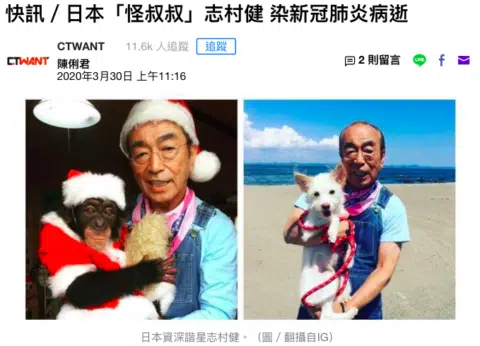 快訊／日本「怪叔叔」志村健 染新冠肺炎病逝
CTWANT 11.6k 人追蹤 追蹤
CTWANT
陳俐君
2020年3月30日 上午11:16
2 則留言
日本資深諧星志村健。（圖／翻攝自IG）